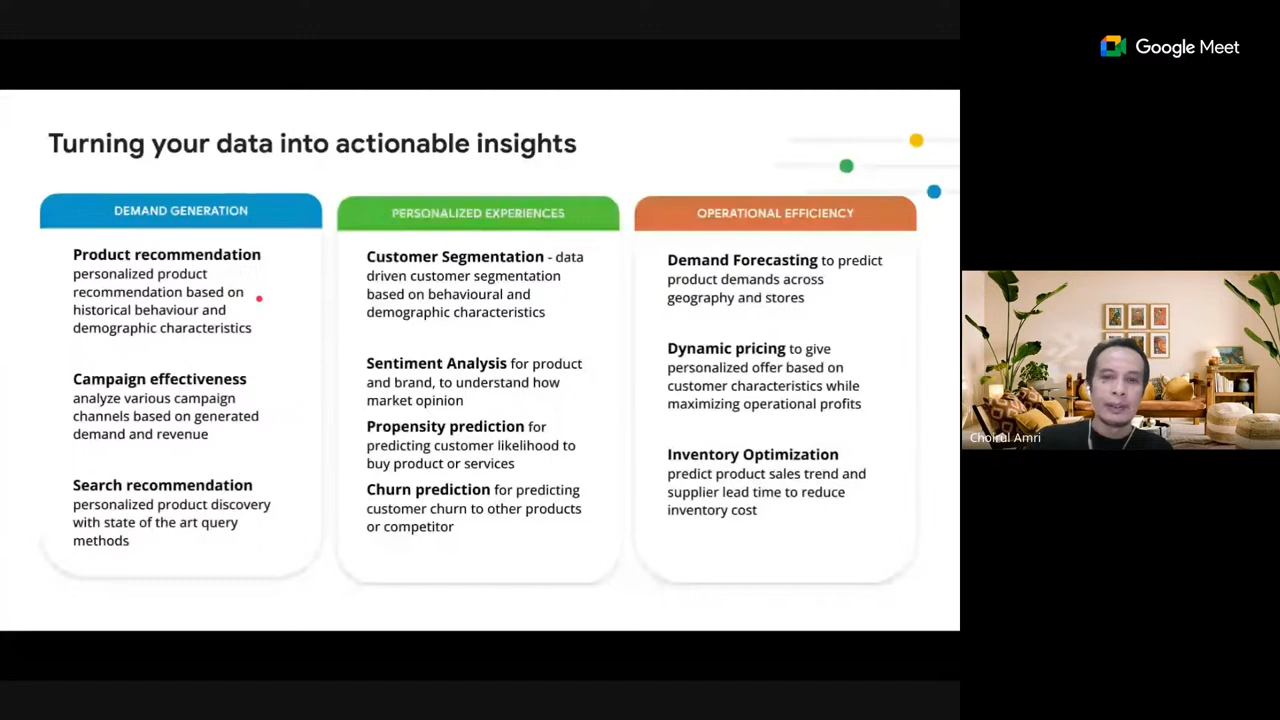 Google Meet
Turning your data into actionable insights
DEMAND GENERATION
Product recommendation
personalized product
recommendation based on
historical behaviour and
demographic characteristics
Campaign effectiveness
analyze various campaign
channels based on generated
demand and revenue
Search recommendation
personalized product discovery
with state of the art query
methods
PERSONALIZED EXPERIENCES
Customer Segmentation - data
driven customer segmentation
based on behavioural and
demographic characteristics
Sentiment Analysis for product
and brand, to understand how
market opinion
Propensity prediction for
predicting customer likelihood to
buy product or services
Churn prediction for predicting
customer churn to other products
or competitor
OPERATIONAL EFFICIENCY
Demand Forecasting to predict
product demands across
geography and stores
Dynamic pricing to give
personalized offer based on
customer characteristics while
maximizing operational profits
Inventory Optimization
predict product sales trend and
supplier lead time to reduce
inventory cost
Choirul Amri